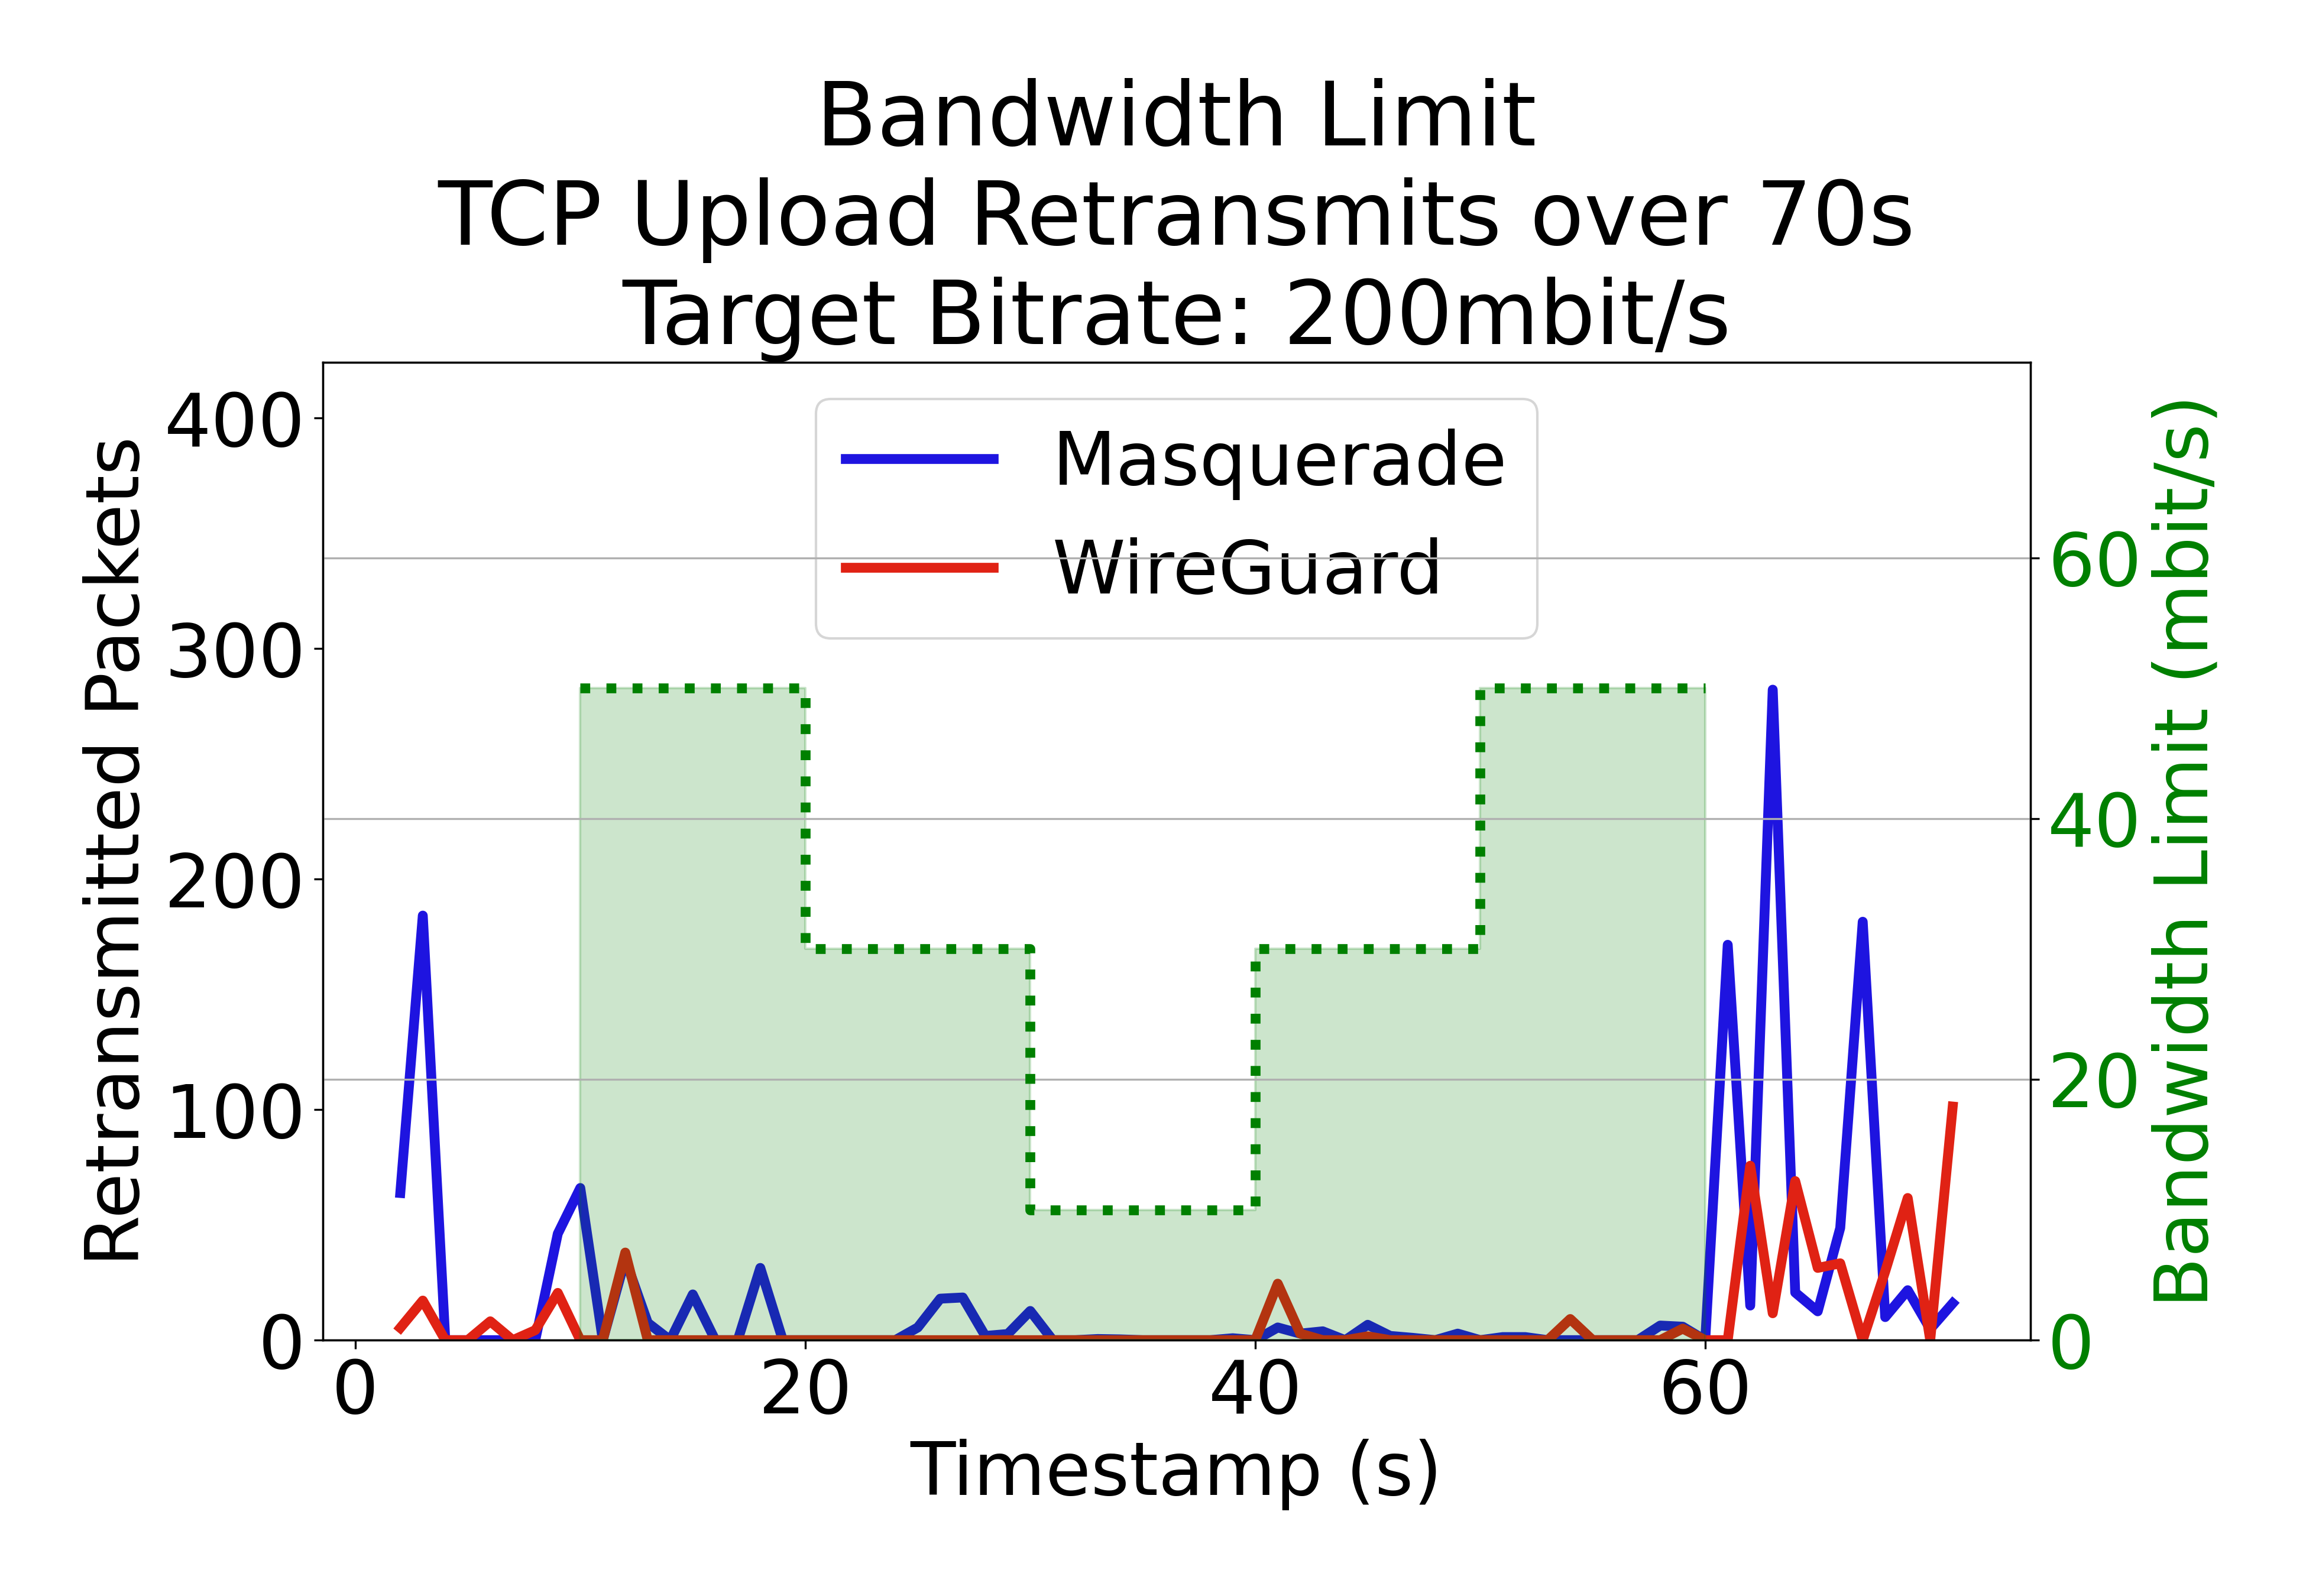 Bandwidth Limit
TCP Upload Retransmits over 70s
Target Bitrate: 200mbit/s
Retransmitted Packets
400
300
200
100
0
Masquerade
WireGuard
60
40
20
0
Bandwidth Limit (mbit/s)
0 20 40 60
Timestamp (s)